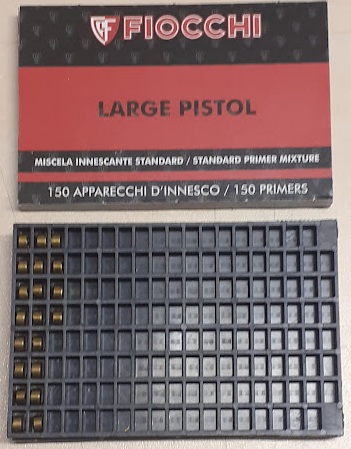 FIOCCHI
LARGE PISTOL
MISCELA INNESCANTE STANDARD / STANDARD PRIMER MIXTURE
150 APPARECCHI D'INNESCO / 150 PRIMERS